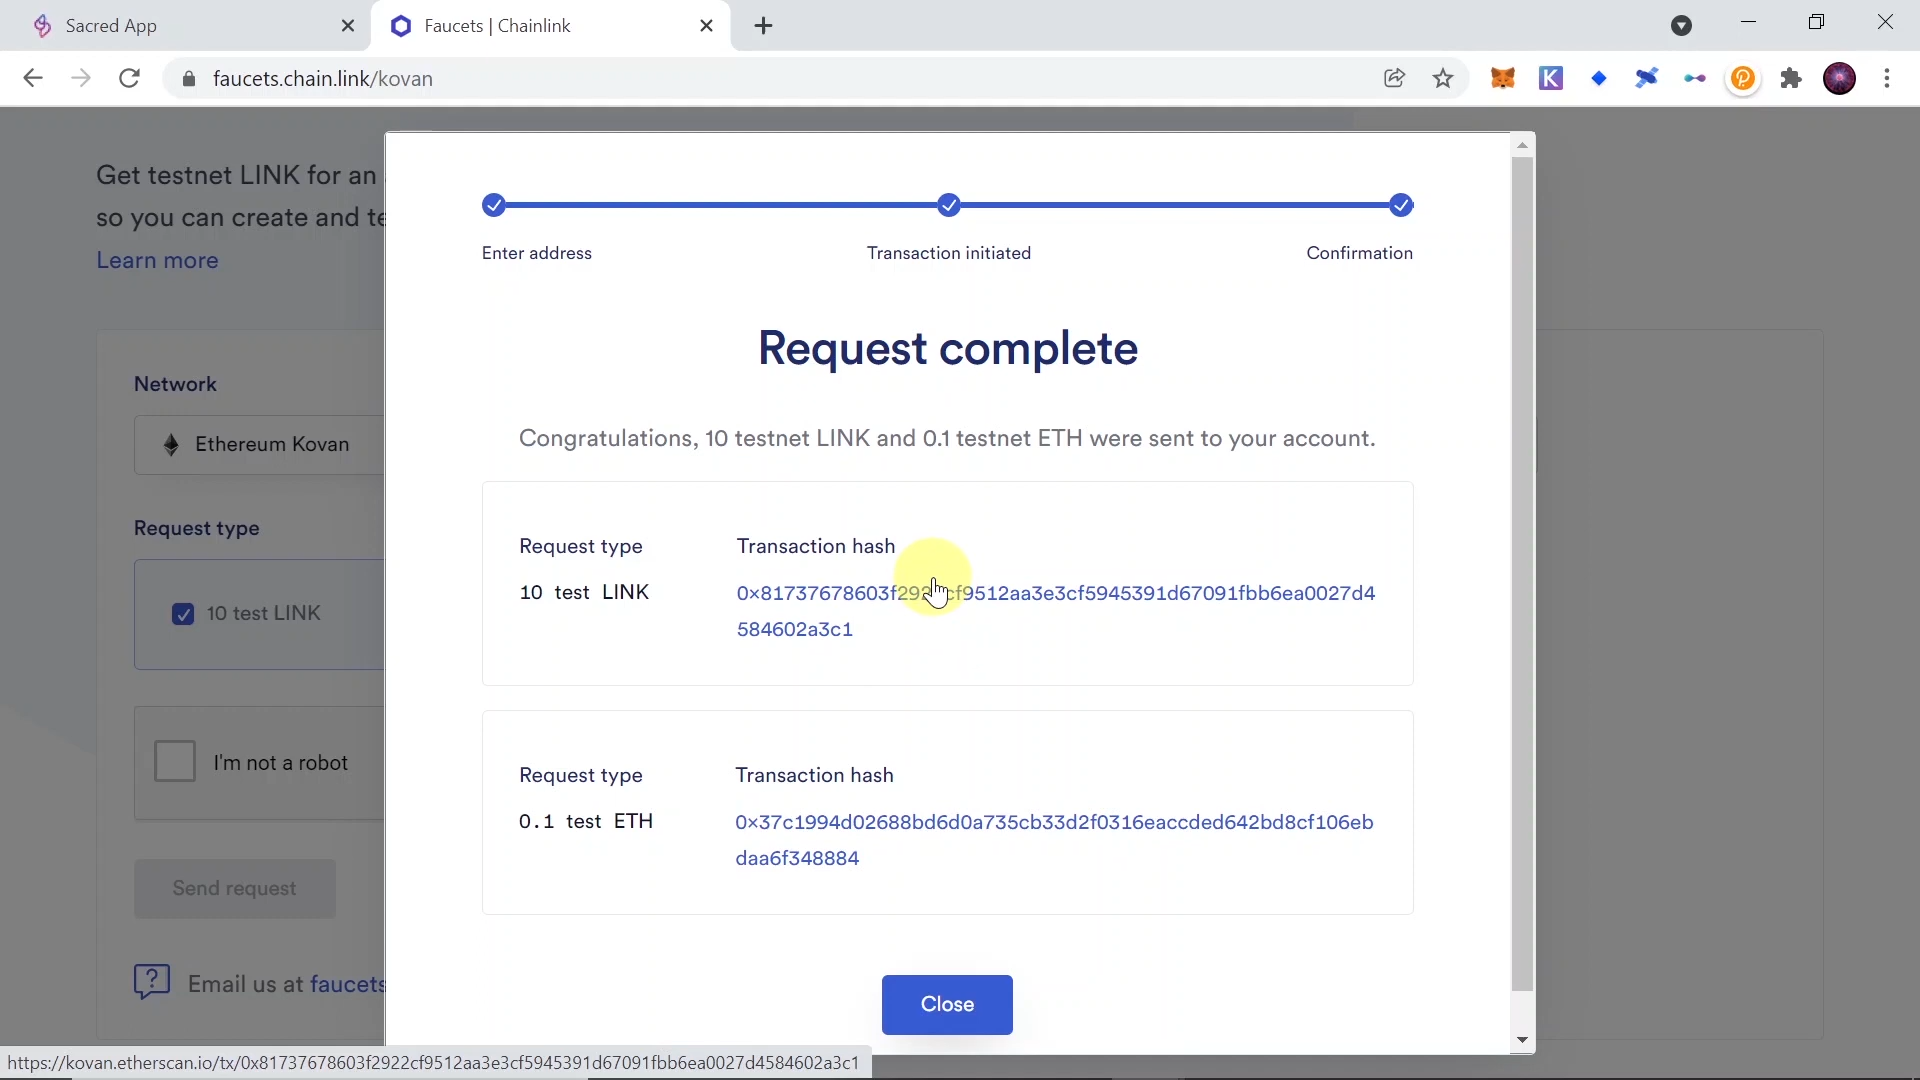 Sacred App
Faucets | Chainlink
faucets.chain.link/kovan
Get testnet LINK for an
so you can create and te
Learn more
Network
Ethereum Kovan
Request type
10 test LINK
I'm not a robot
Send request
Email us at faucets
Enter address
Transaction initiated
Confirmation
Request complete
Congratulations, 10 testnet LINK and 0.1 testnet ETH were sent to your account.
Request type
Transaction hash
10 test LINK
0x81737678603f2922cf9512aa3e3cf5945391d67091fbb6ea0027d4
584602a3c1
Request type
Transaction hash
0.1 test ETH
0x37c1994d02688bd6d0a735cb33d2f0316eaccded642bd8cf106eb
daa6f348884
Close
https://kovan.etherscan.io/tx/0x81737678603f2922cf9512aa3e3cf5945391d67091fbb6ea0027d4584602a3c1